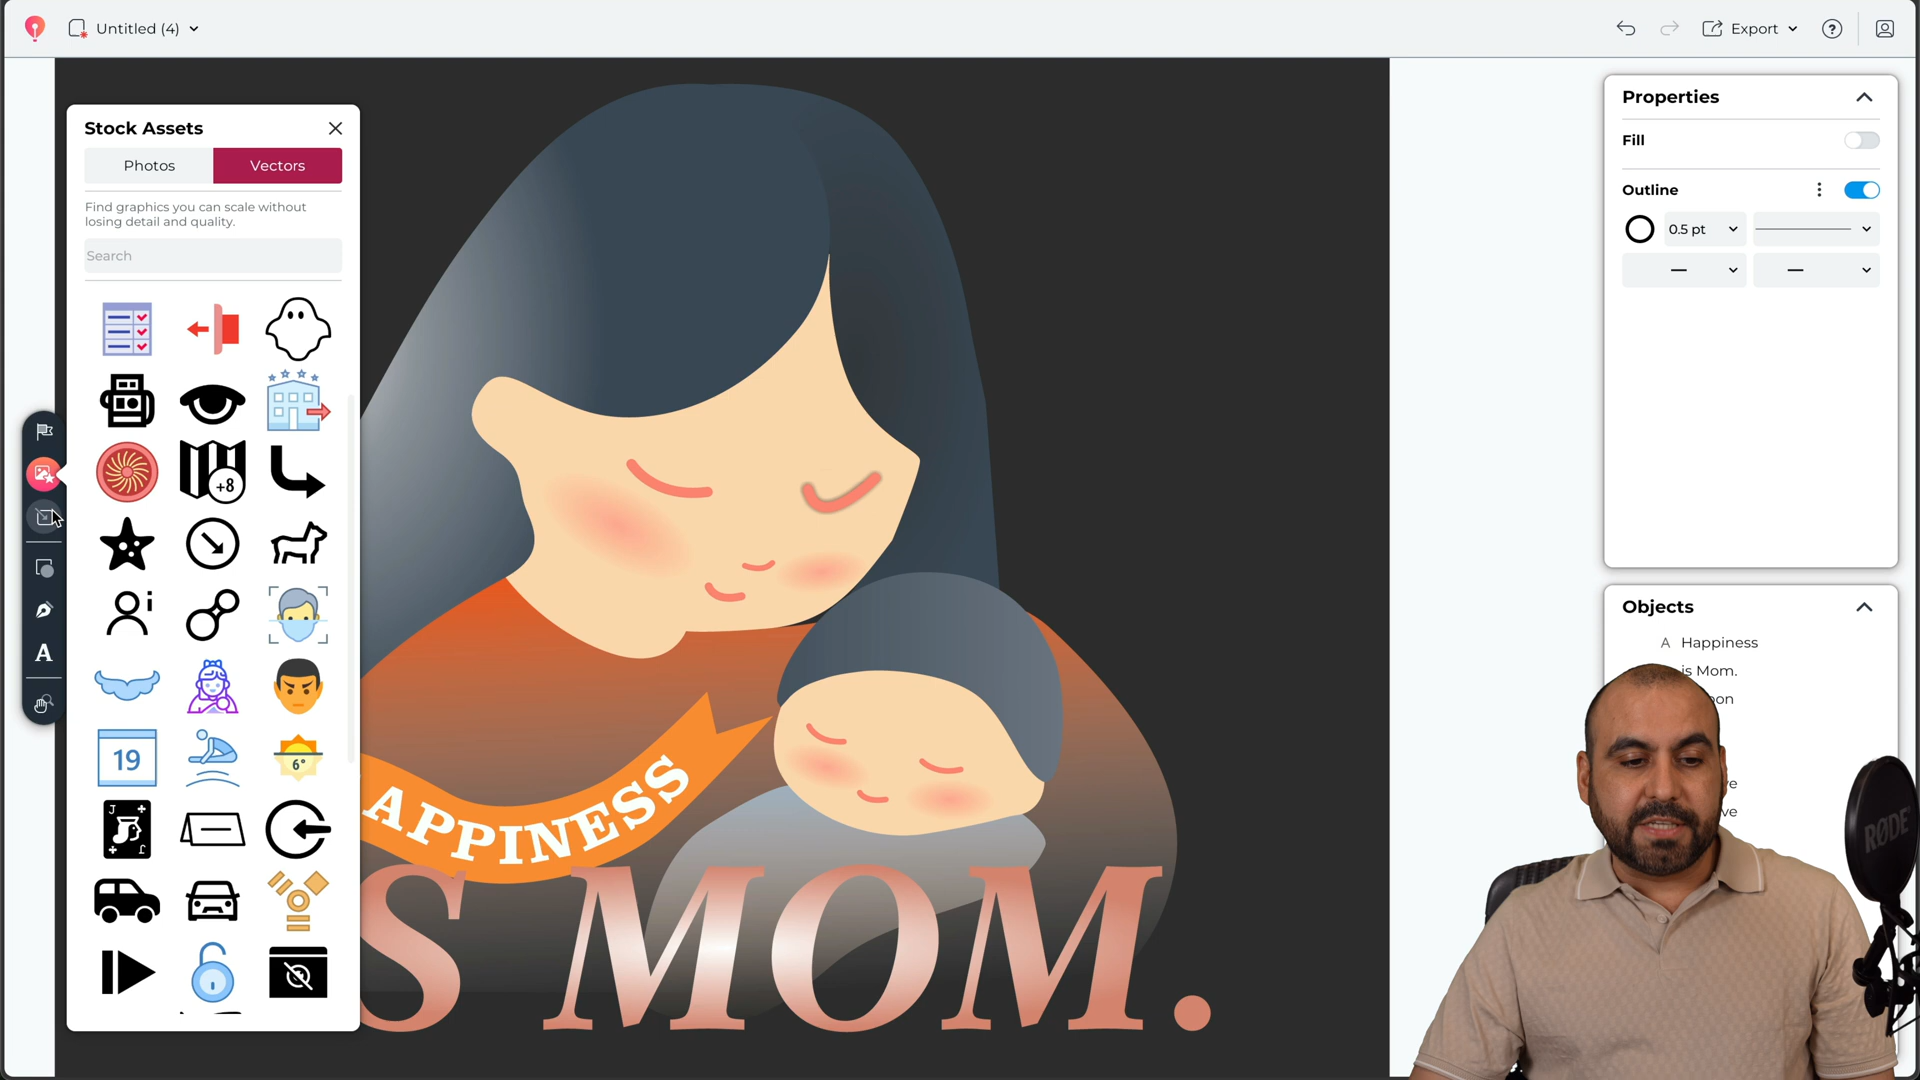 Untitled (4)
Export
?
Stock Assets
Photos
Vectors
Find graphics you can scale without
losing detail and quality.
Search
+8
i
19
6°
J
J
A
APPINESS
S MOM.
Properties
Fill
Outline
0.5 pt
Objects
A Happiness
is Mom.
RØDE